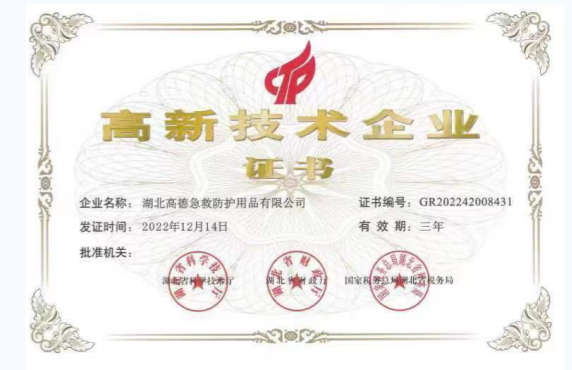 高新技术企业
证书
企业名称： 湖北高德急救防护用品有限公司 证书编号： GR202242008431
发证时间： 2022年12月14日 有 效 期： 三年
批准机关：
湖北省科学技术厅 湖北省财政厅 国家税务总局湖北省税务局